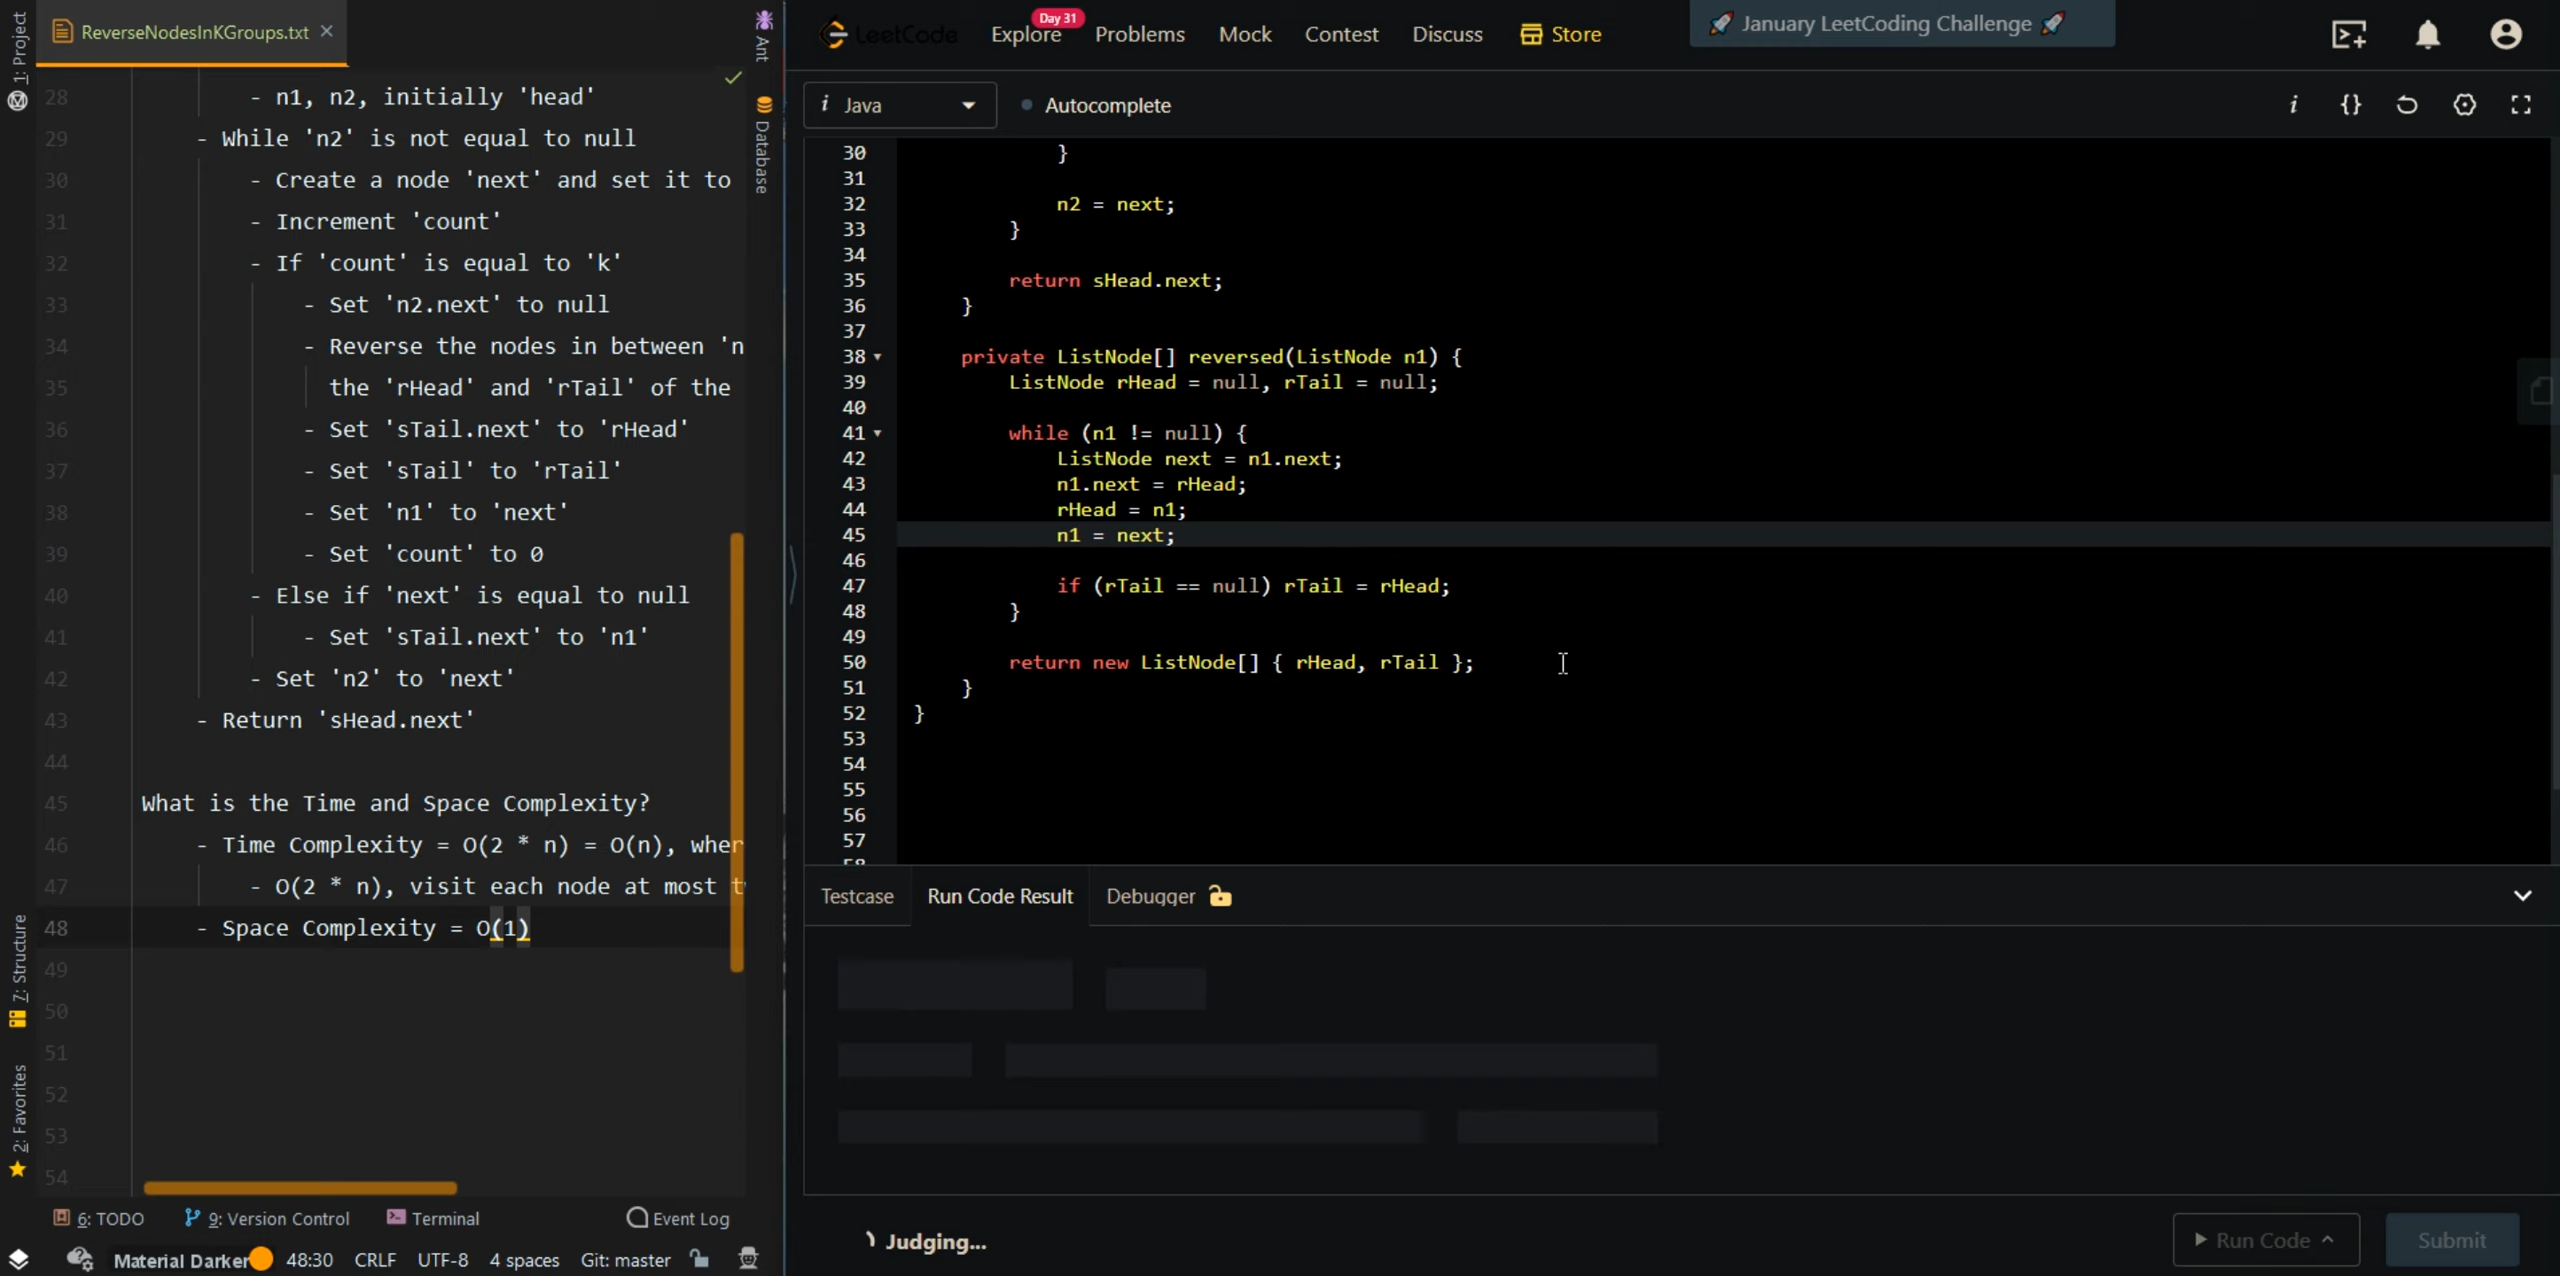 1: Project
ReverseNodesInKGroups.txt
28 - n1, n2, initially 'head'
29 - While 'n2' is not equal to null
30 - Create a node 'next' and set it to
31 - Increment 'count'
32 - If 'count' is equal to 'k'
33 - Set 'n2.next' to null
34 - Reverse the nodes in between 'n
35 the 'rHead' and 'rTail' of the
36 - Set 'sTail.next' to 'rHead'
37 - Set 'sTail' to 'rTail'
38 - Set 'n1' to 'next'
39 - Set 'count' to 0
40 - Else if 'next' is equal to null
41 - Set 'sTail.next' to 'n1'
42 - Set 'n2' to 'next'
43 - Return 'sHead.next'
44
45 What is the Time and Space Complexity?
46 - Time Complexity = O(2 * n) = O(n), wher
47 - O(2 * n), visit each node at most t
48 - Space Complexity = O(1)
49
50
51
52
53
54
7: Structure
2: Favorites
Ant
Database
6: TODO 9: Version Control Terminal Event Log
Material Darker 48:30 CRLF UTF-8 4 spaces Git: master
LeetCode Explore Day 31 Problems Mock Contest Discuss Store January LeetCoding Challenge
i Java Autocomplete i {}
30 }
31
32 n2 = next;
33 }
34
35 return sHead.next;
36 }
37
38 private ListNode[] reversed(ListNode n1) {
39 ListNode rHead = null, rTail = null;
40
41 while (n1 != null) {
42 ListNode next = n1.next;
43 n1.next = rHead;
44 rHead = n1;
45 n1 = next;
46
47 if (rTail == null) rTail = rHead;
48 }
49
50 return new ListNode[] { rHead, rTail };
51 }
52 }
53
54
55
56
57
58
Testcase Run Code Result Debugger
Judging... Run Code Submit